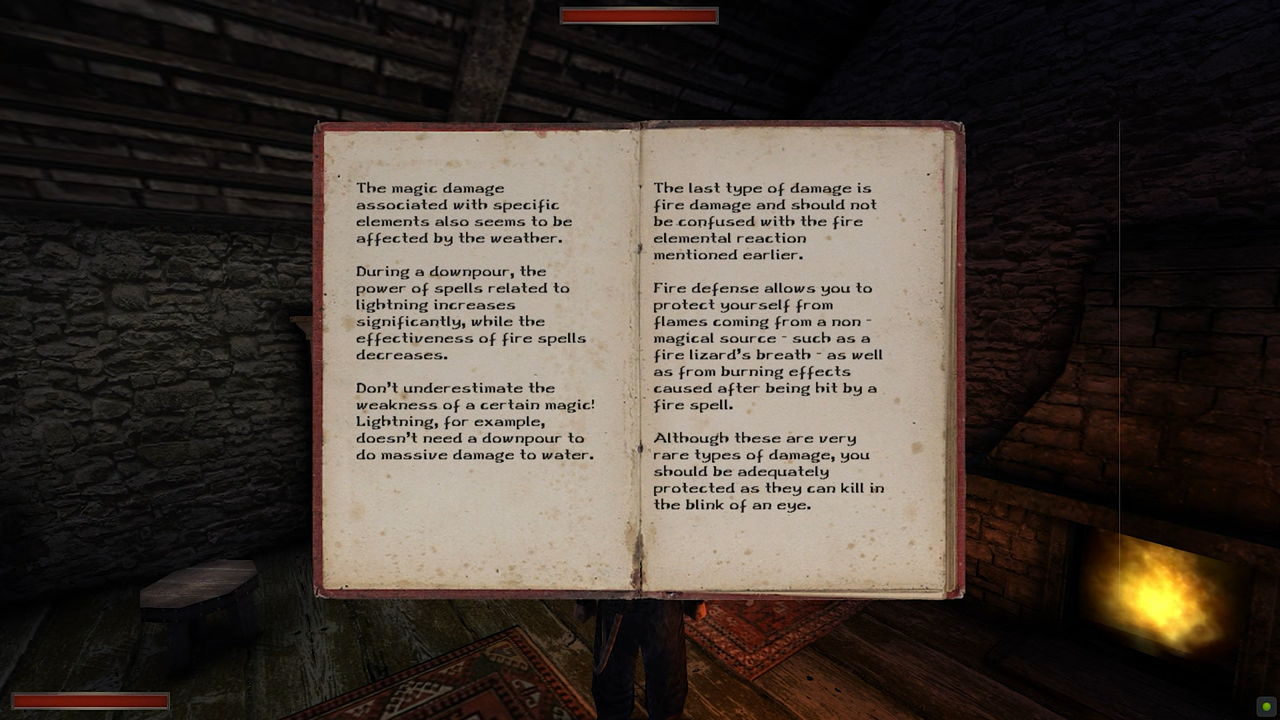 The magic damage
associated with specific
elements also seems to be
affected by the weather.
During a downpour, the
power of spells related to
lightning increases
significantly, while the
effectiveness of fire spells
decreases.
Don't underestimate the
weakness of a certain magic!
Lightning, for example,
doesn't need a downpour to
do massive damage to water.
The last type of damage is
fire damage and should not
be confused with the fire
elemental reaction
mentioned earlier.
Fire defense allows you to
protect yourself from
flames coming from a non -
magical source - such as a
fire lizard's breath - as well
as from burning effects
caused after being hit by a
fire spell.
Although these are very
rare types of damage, you
should be adequately
protected as they can kill in
the blink of an eye.